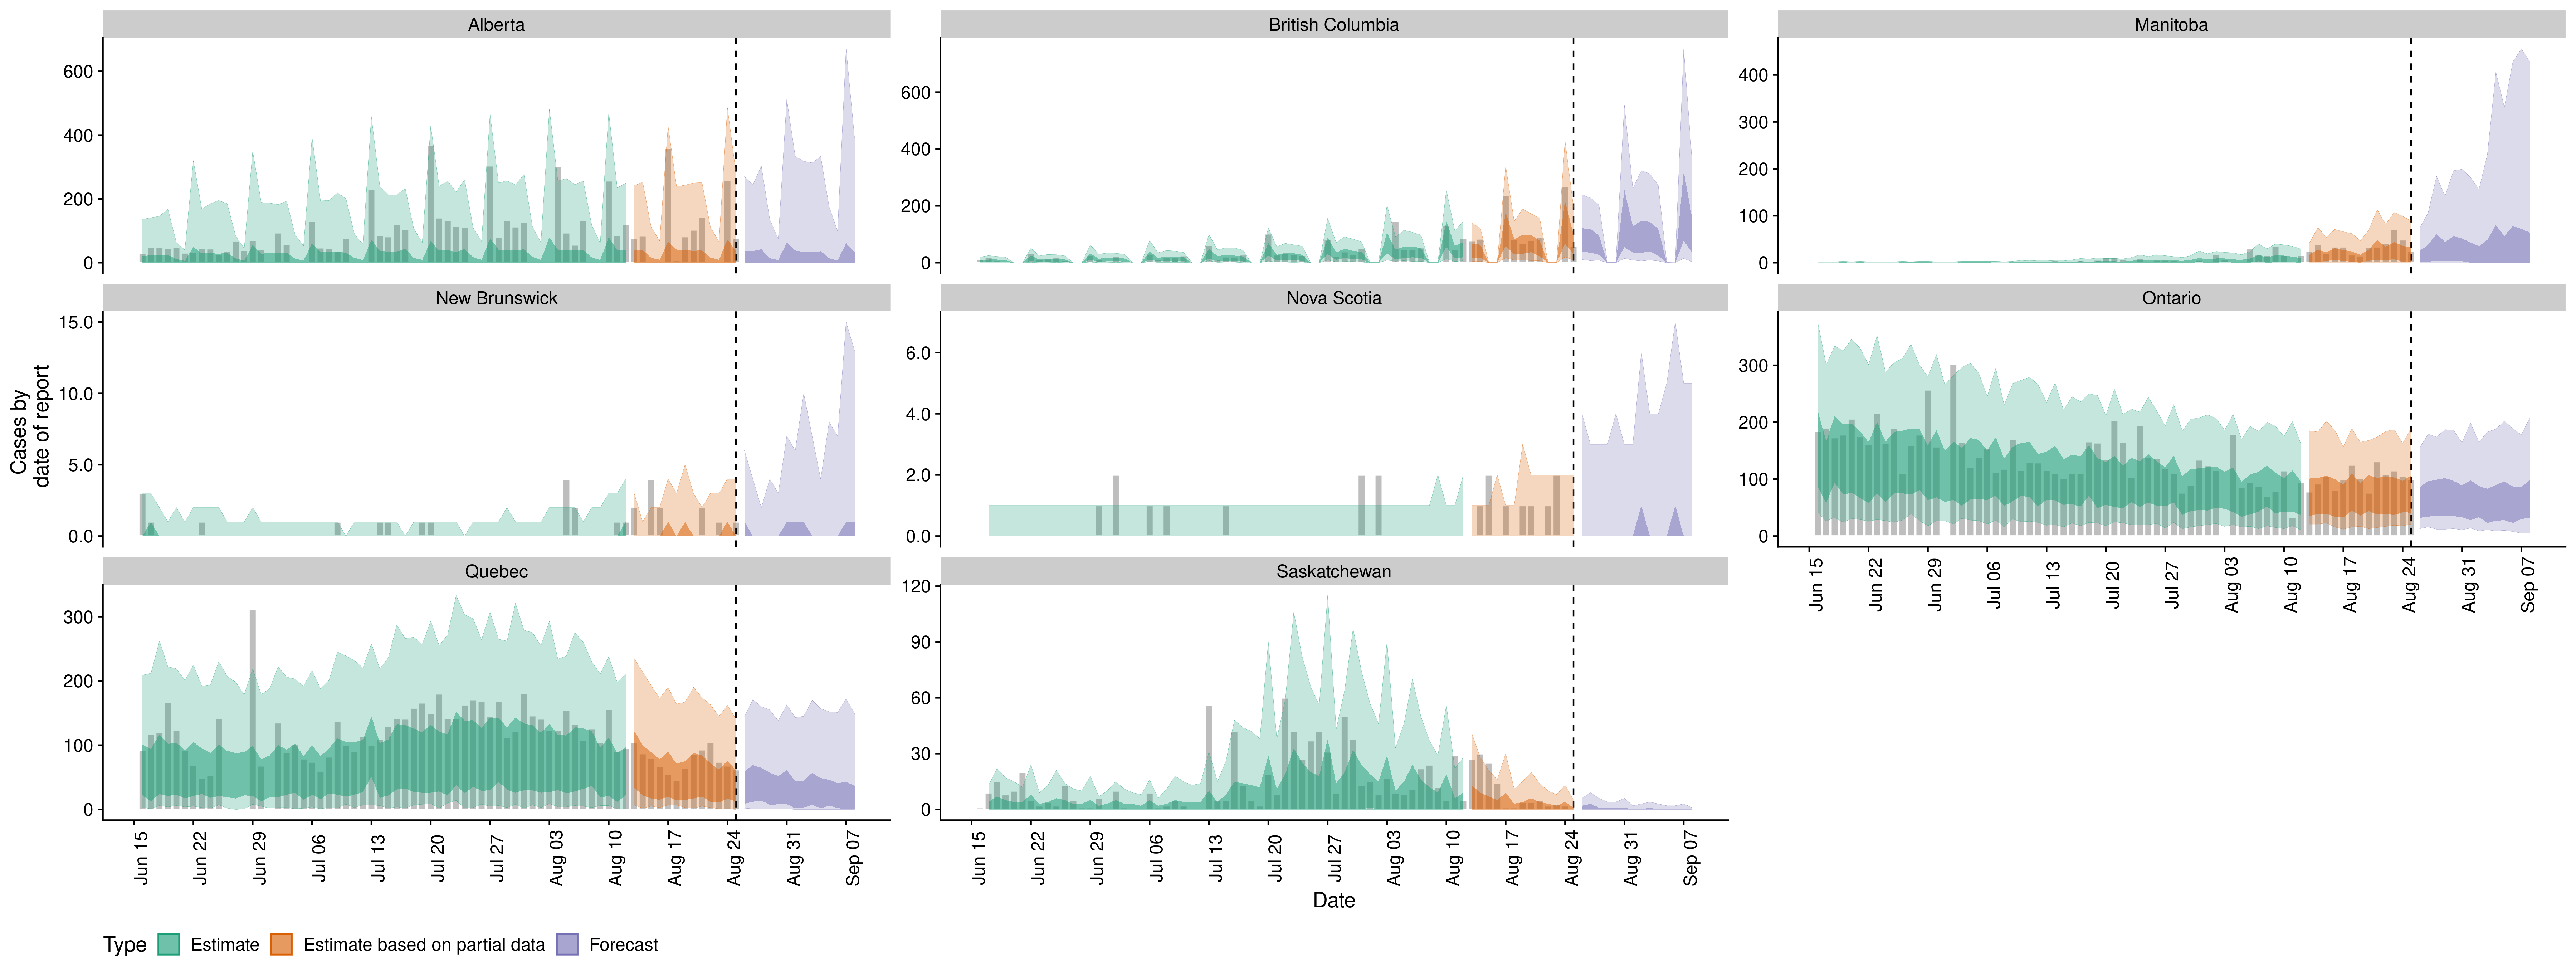 Alberta
British Columbia
Manitoba
600
400
200
0
600
400
200
0
400
300
200
100
0
New Brunswick
Nova Scotia
Ontario
15.0
10.0
5.0
0.0
6.0
4.0
2.0
0.0
300
200
100
0
Jun 15 Jun 22 Jun 29 Jul 06 Jul 13 Jul 20 Jul 27 Aug 03 Aug 10 Aug 17 Aug 24 Aug 31 Sep 07
Cases by
date of report
Quebec
Saskatchewan
300
200
100
0
120
90
60
30
0
Jun 15 Jun 22 Jun 29 Jul 06 Jul 13 Jul 20 Jul 27 Aug 03 Aug 10 Aug 17 Aug 24 Aug 31 Sep 07
Jun 15 Jun 22 Jun 29 Jul 06 Jul 13 Jul 20 Jul 27 Aug 03 Aug 10 Aug 17 Aug 24 Aug 31 Sep 07
Date
Type Estimate Estimate based on partial data Forecast